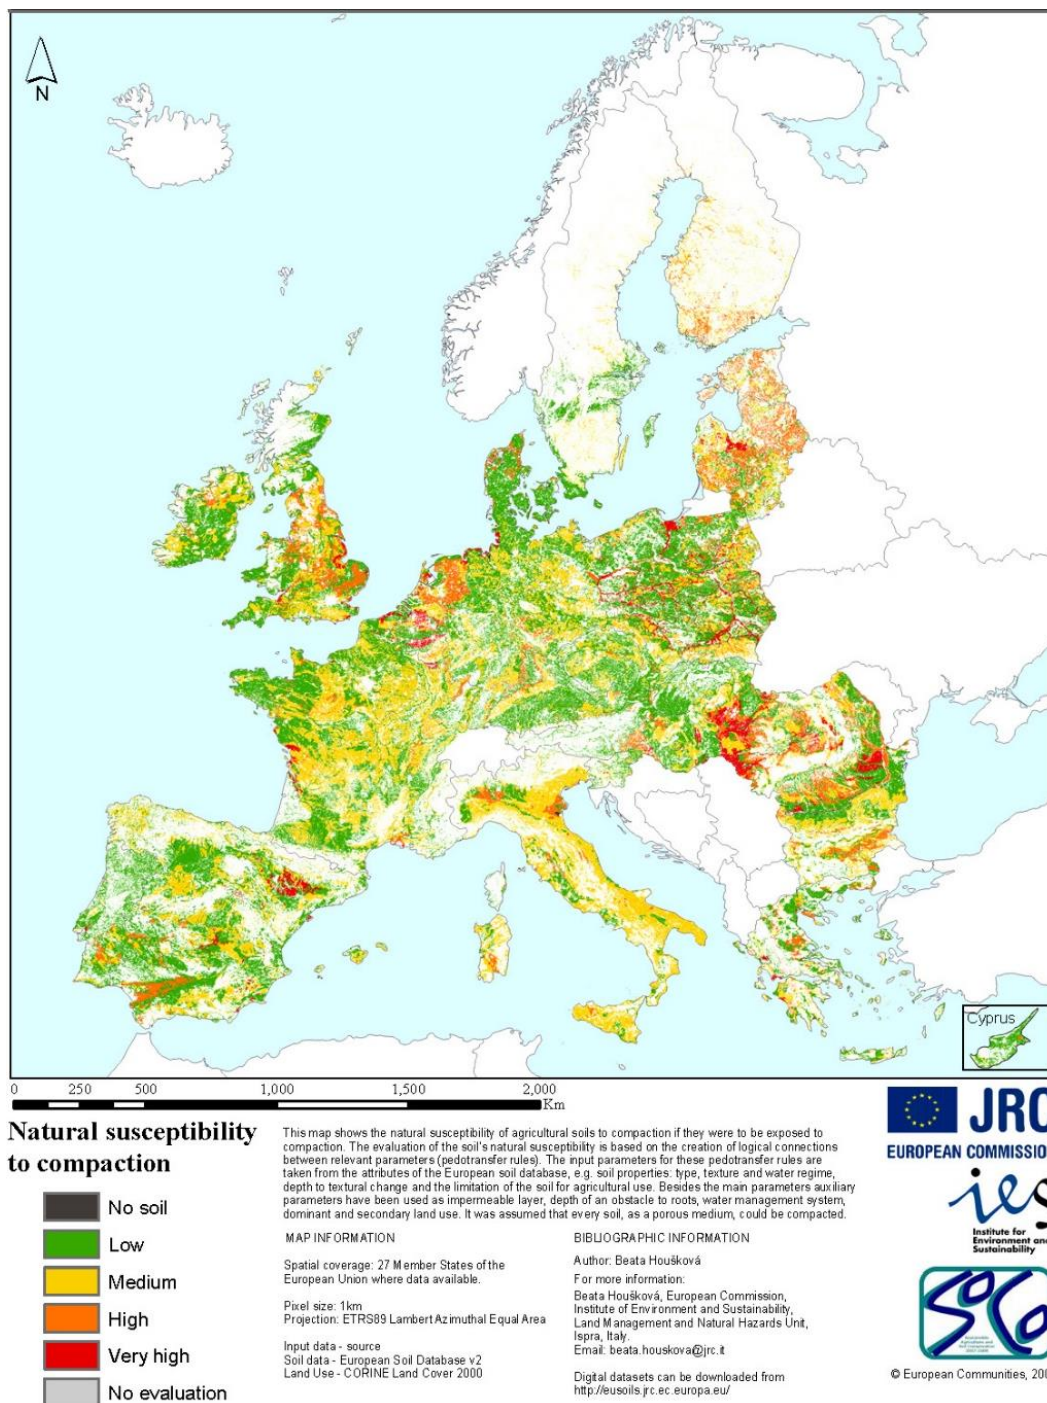 N
Cyprus
0 250 500 1,000 1,500 2,000
Km
Natural susceptibility
to compaction
No soil
Low
Medium
High
Very high
No evaluation
This map shows the natural susceptibility of agricultural soils to compaction if they were to be exposed to
compaction. The evaluation of the soil's natural susceptibility is based on the creation of logical connections
between relevant parameters (pedotransfer rules). The input parameters for these pedotransfer rules are
taken from the attributes of the European soil database, e.g. soil properties: type, texture and water regime,
depth to textural change and the limitation of the soil for agricultural use. Besides the main parameters auxiliary
parameters have been used as impermeable layer, depth of an obstacle to roots, water management system,
dominant and secondary land use. It was assumed that every soil, as a porous medium, could be compacted.
MAP INFORMATION
Spatial coverage: 27 Member States of the
European Union where data available.
Pixel size: 1km
Projection: ETRS89 Lambert Azimuthal Equal Area
Input data - source
Soil data - European Soil Database v2
Land Use - CORINE Land Cover 2000
BIBLIOGRAPHIC INFORMATION
Author: Beata Houšková
For more information:
Beata Houšková, European Commission,
Institute of Environment and Sustainability,
Land Management and Natural Hazards Unit,
Ispra, Italy.
Email: beata.houskova@jrc.it
Digital datasets can be downloaded from
http://eusoils.jrc.ec.europa.eu/
JRC
EUROPEAN COMMISSION
ies
Institute for
Environment and
Sustainability
SoCo
© European Communities, 200